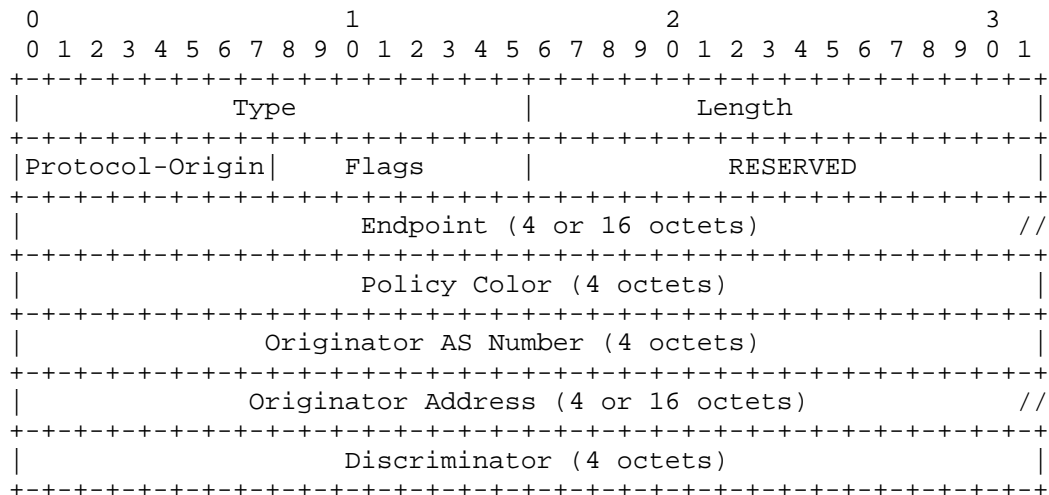 0                   1                   2                   3
 0 1 2 3 4 5 6 7 8 9 0 1 2 3 4 5 6 7 8 9 0 1 2 3 4 5 6 7 8 9 0 1
+-+-+-+-+-+-+-+-+-+-+-+-+-+-+-+-+-+-+-+-+-+-+-+-+-+-+-+-+-+-+-+-+
|             Type              |          Length               |
+-+-+-+-+-+-+-+-+-+-+-+-+-+-+-+-+-+-+-+-+-+-+-+-+-+-+-+-+-+-+-+-+
|Protocol-Origin|    Flags      |            RESERVED           |
+-+-+-+-+-+-+-+-+-+-+-+-+-+-+-+-+-+-+-+-+-+-+-+-+-+-+-+-+-+-+-+-+
|                     Endpoint (4 or 16 octets)                //
+-+-+-+-+-+-+-+-+-+-+-+-+-+-+-+-+-+-+-+-+-+-+-+-+-+-+-+-+-+-+-+-+
|                     Policy Color (4 octets)                   |
+-+-+-+-+-+-+-+-+-+-+-+-+-+-+-+-+-+-+-+-+-+-+-+-+-+-+-+-+-+-+-+-+
|               Originator AS Number (4 octets)                 |
+-+-+-+-+-+-+-+-+-+-+-+-+-+-+-+-+-+-+-+-+-+-+-+-+-+-+-+-+-+-+-+-+
|              Originator Address (4 or 16 octets)             //
+-+-+-+-+-+-+-+-+-+-+-+-+-+-+-+-+-+-+-+-+-+-+-+-+-+-+-+-+-+-+-+-+
|                    Discriminator (4 octets)                   |
+-+-+-+-+-+-+-+-+-+-+-+-+-+-+-+-+-+-+-+-+-+-+-+-+-+-+-+-+-+-+-+-+